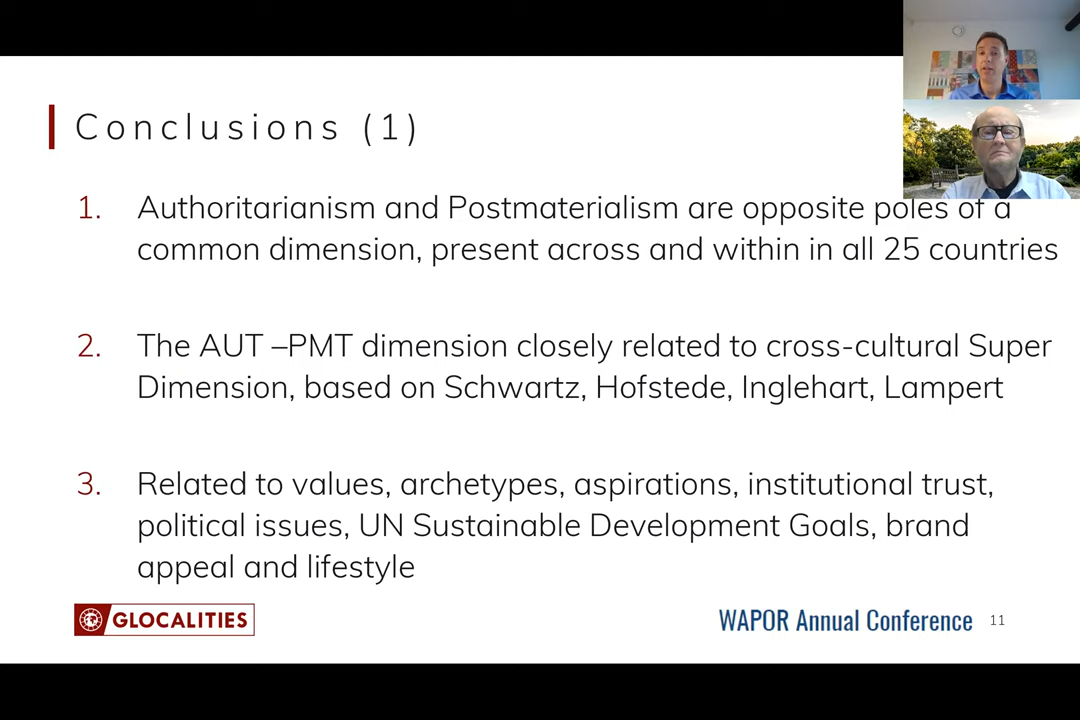 Conclusions (1)
1. Authoritarianism and Postmaterialism are opposite poles of a
common dimension, present across and within in all 25 countries
2. The AUT –PMT dimension closely related to cross-cultural Super
Dimension, based on Schwartz, Hofstede, Inglehart, Lampert
3. Related to values, archetypes, aspirations, institutional trust,
political issues, UN Sustainable Development Goals, brand
appeal and lifestyle
GLOCALITIES
WAPOR Annual Conference 11